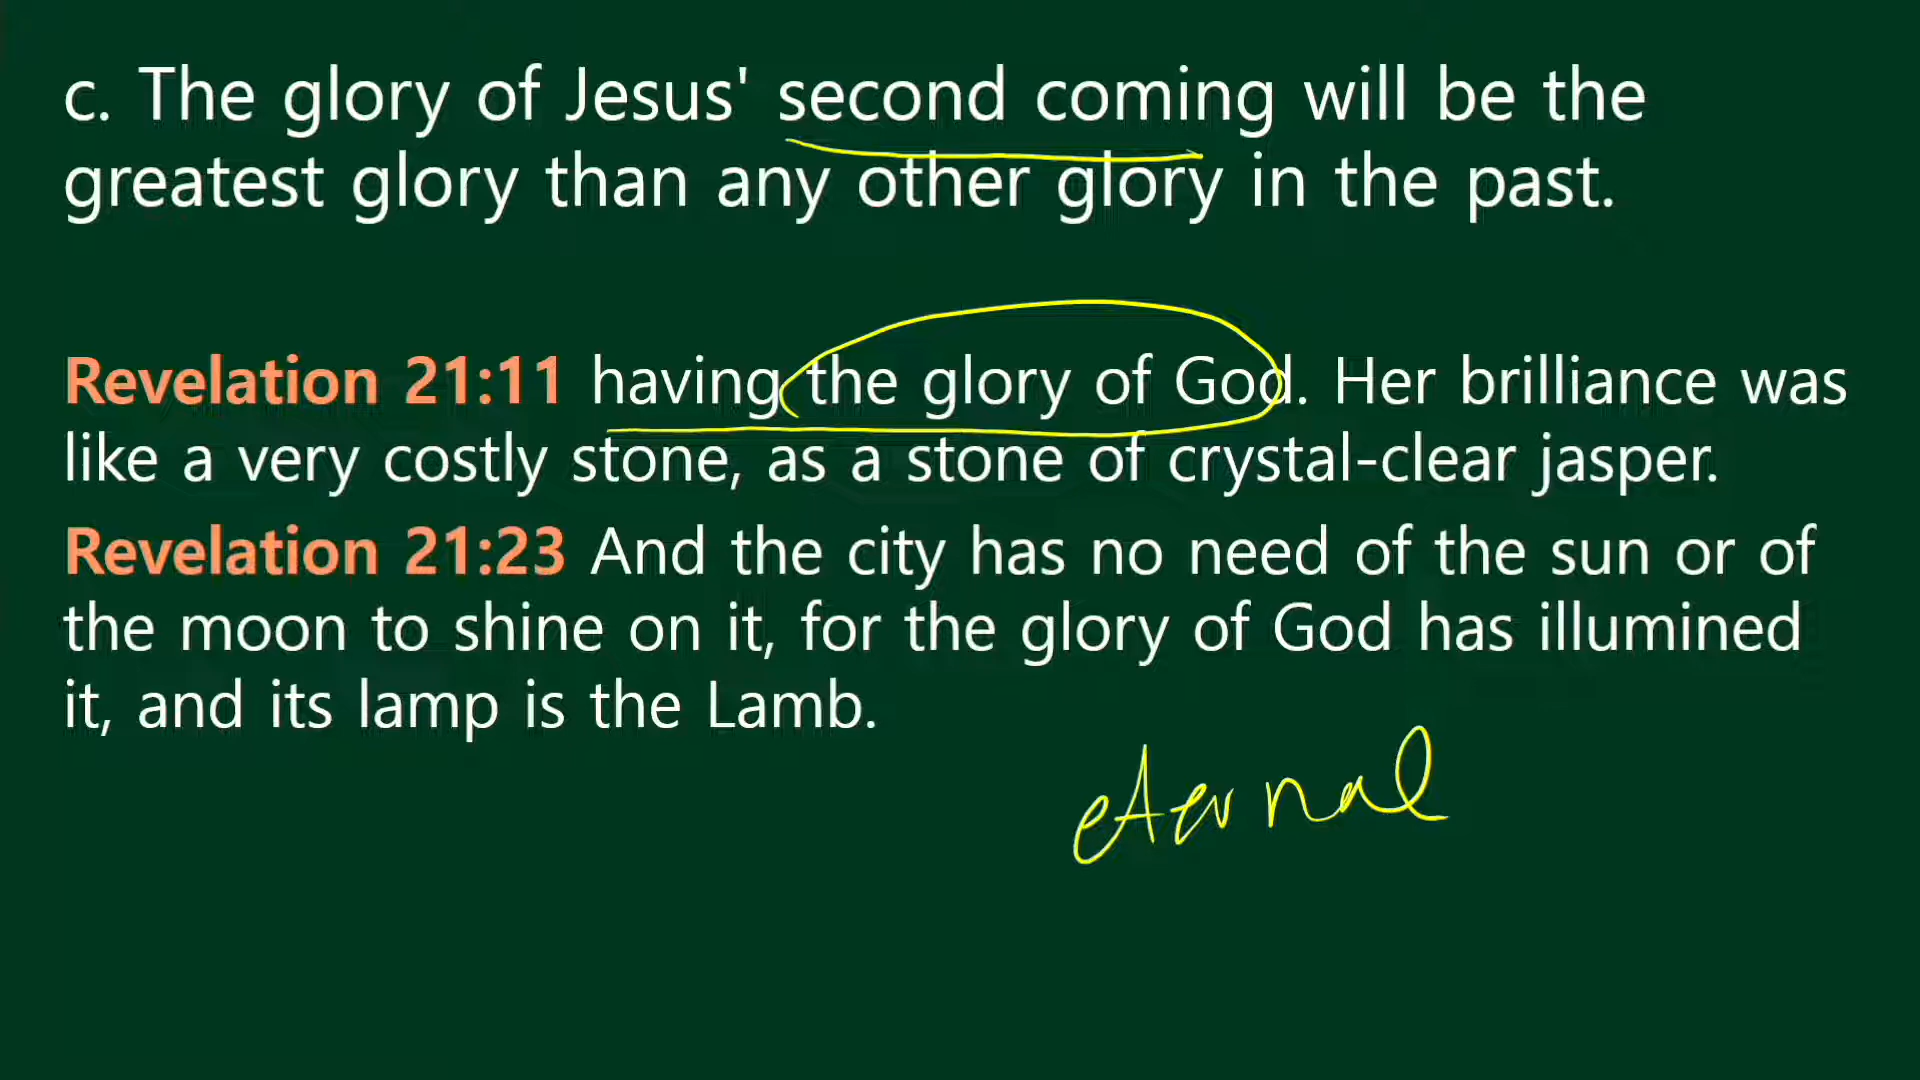 c. The glory of Jesus' second coming will be the
greatest glory than any other glory in the past.
Revelation 21:11 having the glory of God. Her brilliance was
like a very costly stone, as a stone of crystal-clear jasper.
Revelation 21:23 And the city has no need of the sun or of
the moon to shine on it, for the glory of God has illumined
it, and its lamp is the Lamb.
eternal